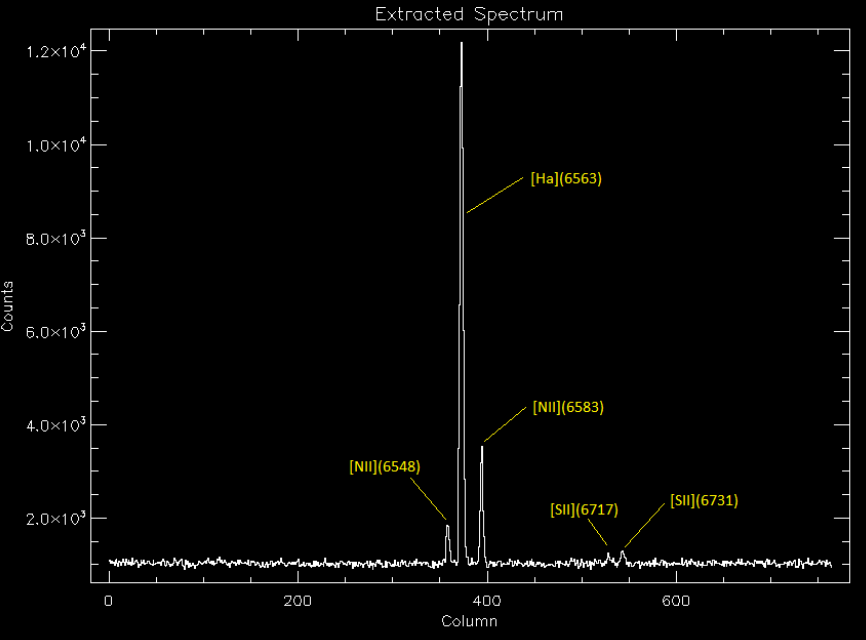 Extracted Spectrum
1.2×10⁴
1.0×10⁴
8.0×10³
6.0×10³
4.0×10³
2.0×10³
Counts
[Ha](6563)
[NII](6583)
[NII](6548)
[SII](6717)
[SII](6731)
0 200 400 600
Column